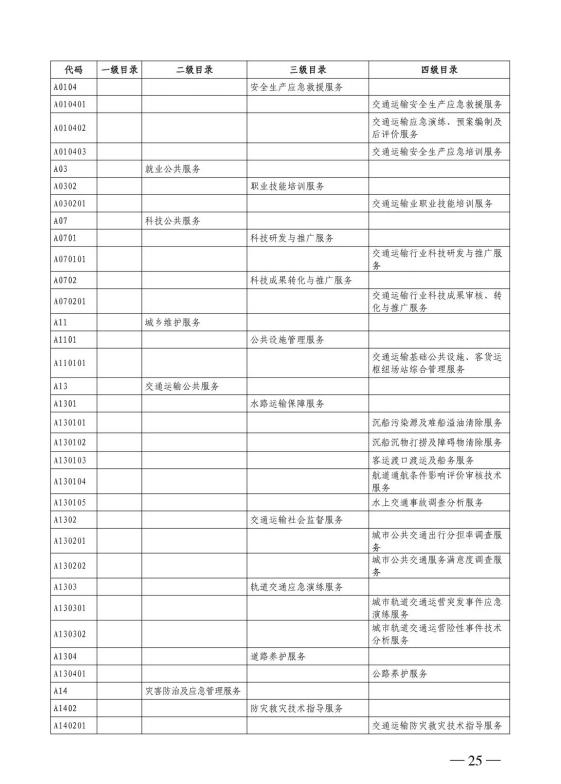 代码 一级目录 二级目录 三级目录 四级目录
A0104 安全生产应急救援服务
A010401 交通运输安全生产应急救援服务
A010402 交通运输应急演练、预案编制及
后评价服务
A010403 交通运输安全生产应急培训服务
A03 就业公共服务
A0302 职业技能培训服务
A030201 交通运输业职业技能培训服务
A07 科技公共服务
A0701 科技研发与推广服务
A070101 交通运输行业科技研发与推广服
务
A0702 科技成果转化与推广服务
A070201 交通运输行业科技成果审核、转
化与推广服务
A11 城乡维护服务
A1101 公共设施管理服务
A110101 交通运输基础公共设施、客货运
枢纽场站综合管理服务
A13 交通运输公共服务
A1301 水路运输保障服务
A130101 沉船污染源及难船溢油清除服务
A130102 沉船沉物打捞及障碍物清除服务
A130103 客运渡口渡运及船务服务
A130104 航道通航条件影响评价审核技术
服务
A130105 水上交通事故调查分析服务
A1302 交通运输社会监督服务
A130201 城市公共交通出行分担率调查服
务
A130202 城市公共交通服务满意度调查服
务
A1303 轨道交通应急演练服务
A130301 城市轨道交通运营突发事件应急
演练服务
A130302 城市轨道交通运营险性事件技术
分析服务
A1304 道路养护服务
A130401 公路养护服务
A14 灾害防治及应急管理服务
A1402 防灾救灾技术指导服务
A140201 交通运输防灾救灾技术指导服务
— 25 —